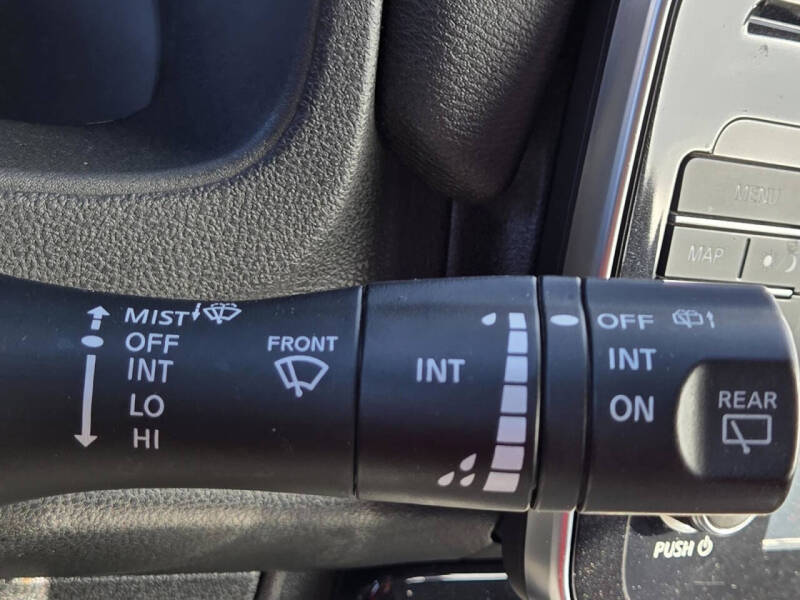 MIST
OFF
INT
LO
HI
FRONT
INT
OFF
INT
ON
REAR
MENU
MAP
PUSH